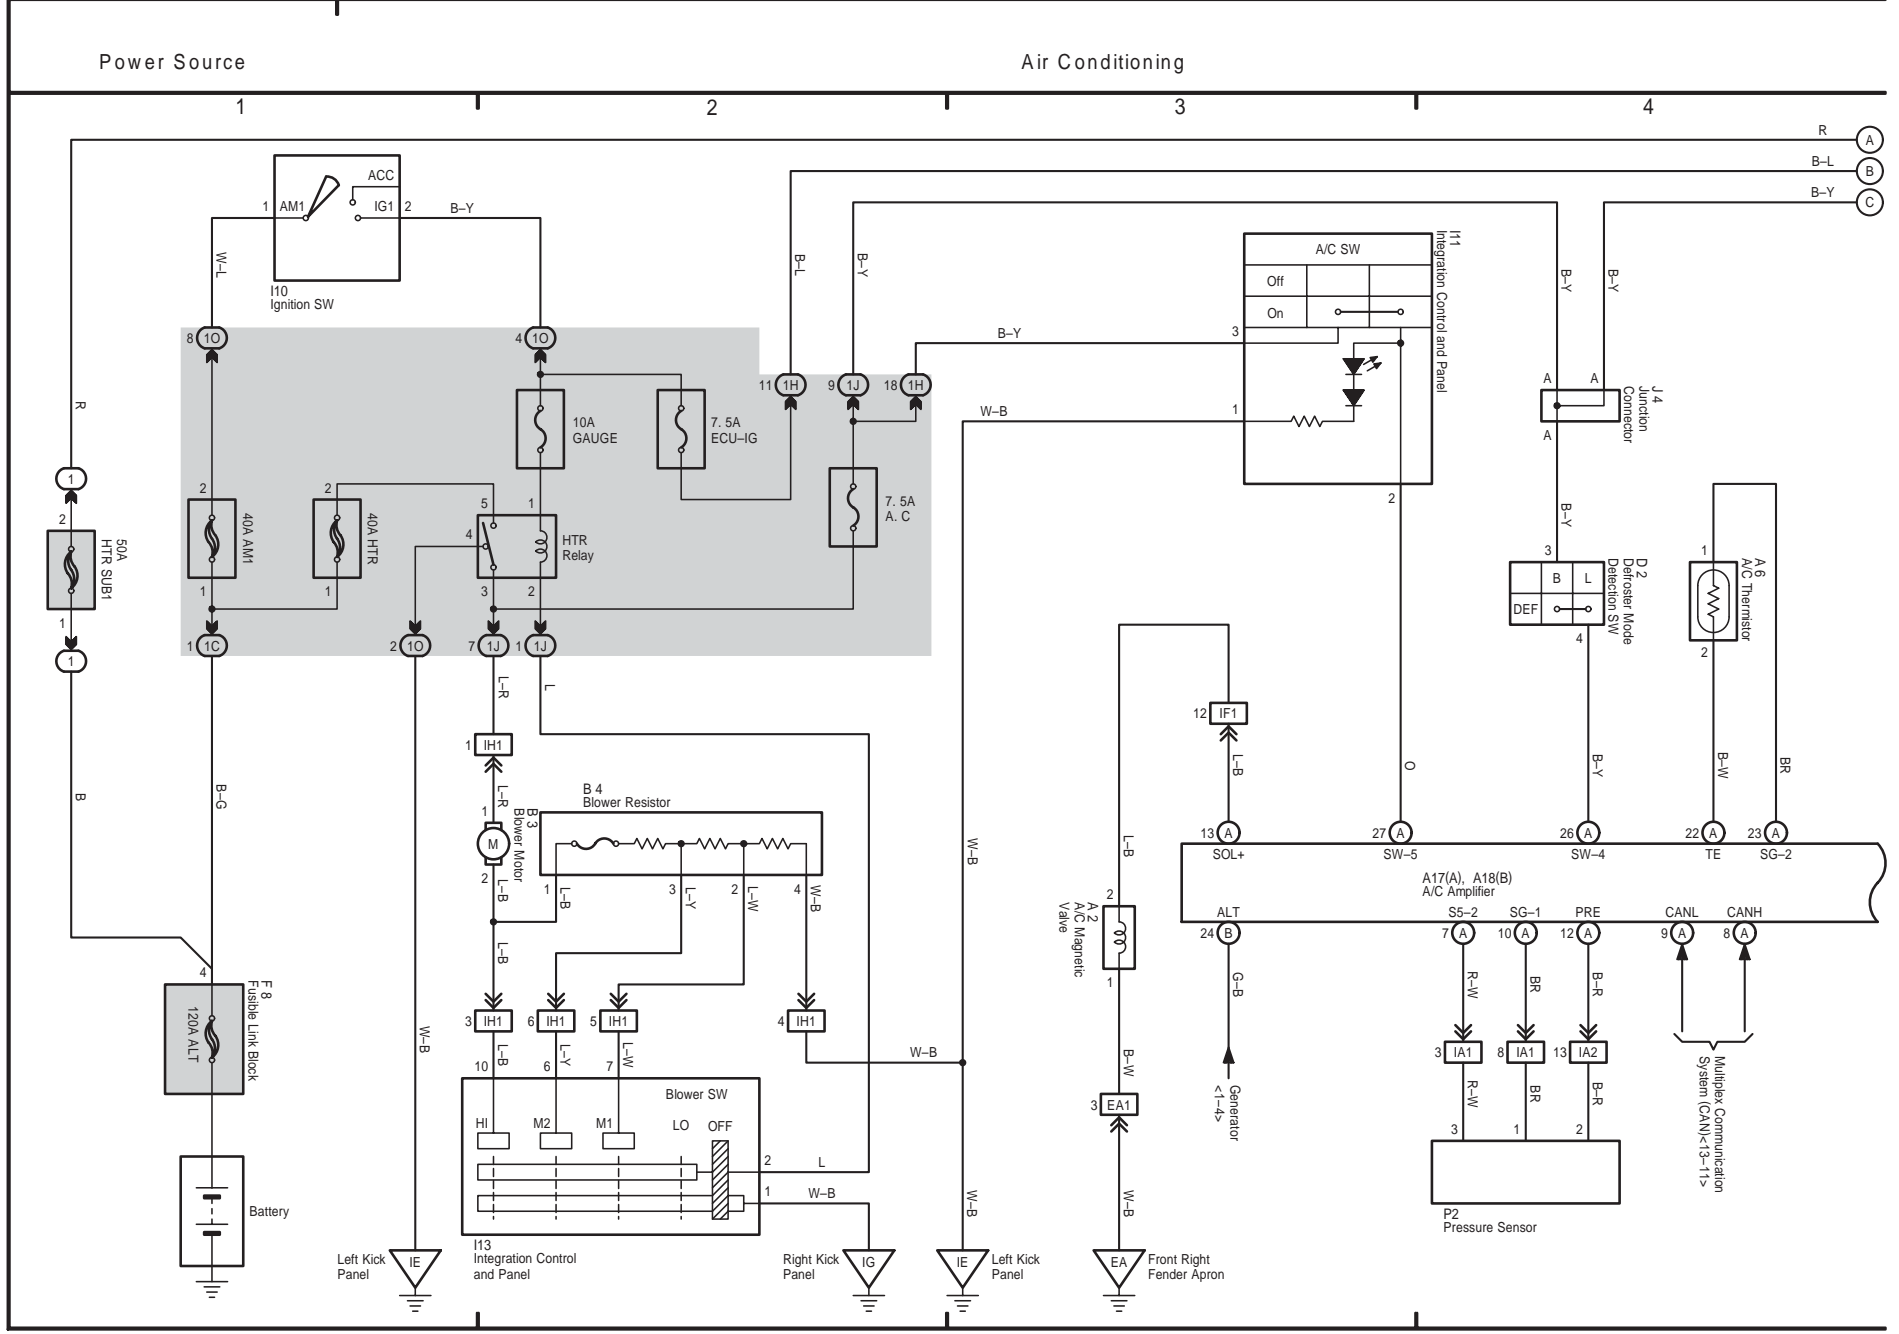 Power Source
Air Conditioning
1
2
3
4
R
A
B–L
B
B–Y
C
ACC
1
AM1
IG1
2
B–Y
W–L
I10
Ignition SW
B–L
B–Y
A/C SW
Off
On
I11
Integration Control and Panel
B–Y
B–Y
8
1O
4
1O
B–Y
3
11
1H
9
1J
18
1H
A
A
J 4
Junction
Connector
A
R
10A
GAUGE
7. 5A
ECU–IG
W–B
1
1
2
2
2
5
1
7. 5A
A. C
2
B–Y
50A
HTR SUB1
40A AM1
40A HTR
4
HTR
Relay
3
D 2
Defroster Mode
Detection SW
B
L
DEF
1
A 6
A/C Thermistor
1
1
1
3
2
4
2
1
1
1C
2
1O
7
1J
1
1J
L–R
L
12
IF1
1
IH1
B
B–G
L–R
L–B
O
B–Y
B–W
BR
B 4
Blower Resistor
1
M
B 3
Blower Motor
2
13
A
27
A
26
A
22
A
23
A
SOL+
SW–5
SW–4
TE
SG–2
W–B
L–B
L–B
1
L–B
3
L–Y
2
L–W
4
W–B
A17(A),  A18(B)
A/C Amplifier
2
A 2
A/C Magnetic
Valve
1
ALT
S5–2
SG–1
PRE
CANL
CANH
24
B
7
A
10
A
12
A
9
A
8
A
L–B
4
F 8
Fusible Link Block
120A ALT
G–B
R–W
BR
B–R
3
IH1
6
IH1
5
IH1
4
IH1
W–B
L–B
L–Y
L–W
W–B
B–W
3
IA1
8
IA1
13
IA2
10
6
7
Blower SW
HI
M2
M1
LO
OFF
3
EA1
Generator
<1–4>
R–W
BR
B–R
Multiplex Communication
System (CAN)<13–11>
3
1
2
2
L
1
W–B
W–B
W–B
Battery
P2
Pressure Sensor
I13
Integration Control
and Panel
Left Kick
Panel
IE
Right Kick
Panel
IG
IE
Left Kick
Panel
EA
Front Right
Fender Apron